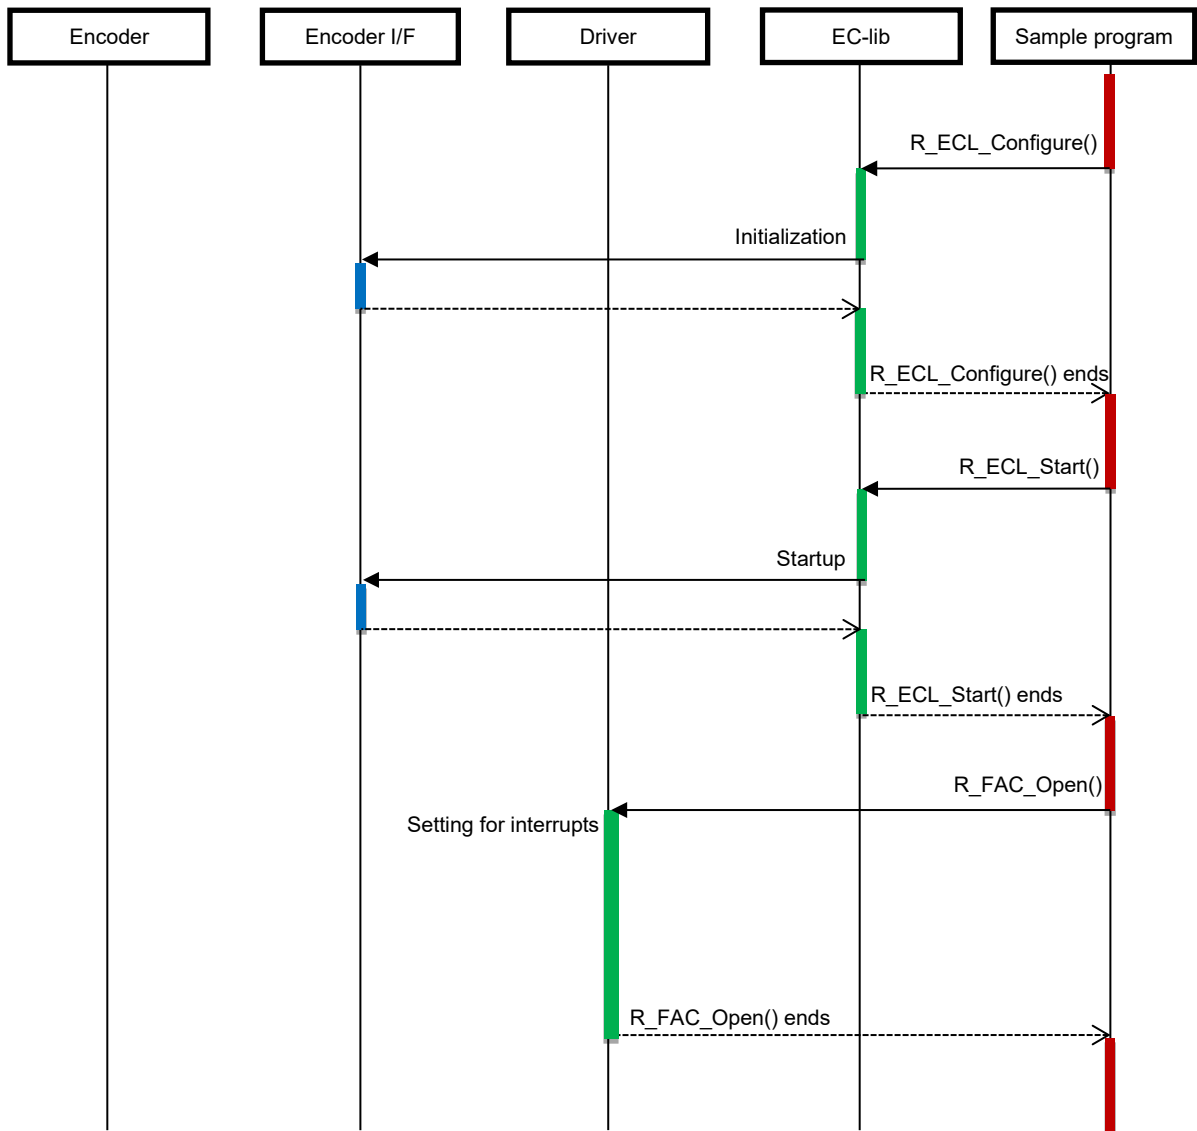 Encoder
Encoder I/F
Driver
EC-lib
Sample program
R_ECL_Configure()
Initialization
R_ECL_Configure() ends
R_ECL_Start()
Startup
R_ECL_Start() ends
R_FAC_Open()
Setting for interrupts
R_FAC_Open() ends